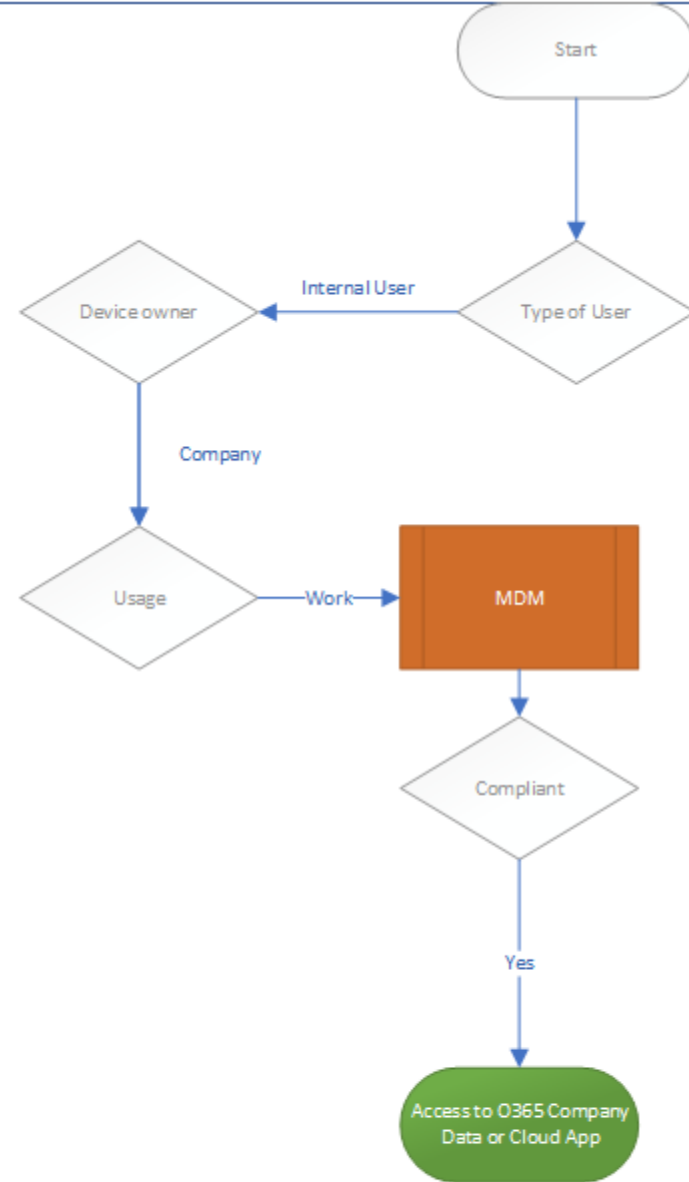 Start
Type of User
Internal User
Device owner
Company
Usage
Work
MDM
Compliant
Yes
Access to O365 Company
Data or Cloud App